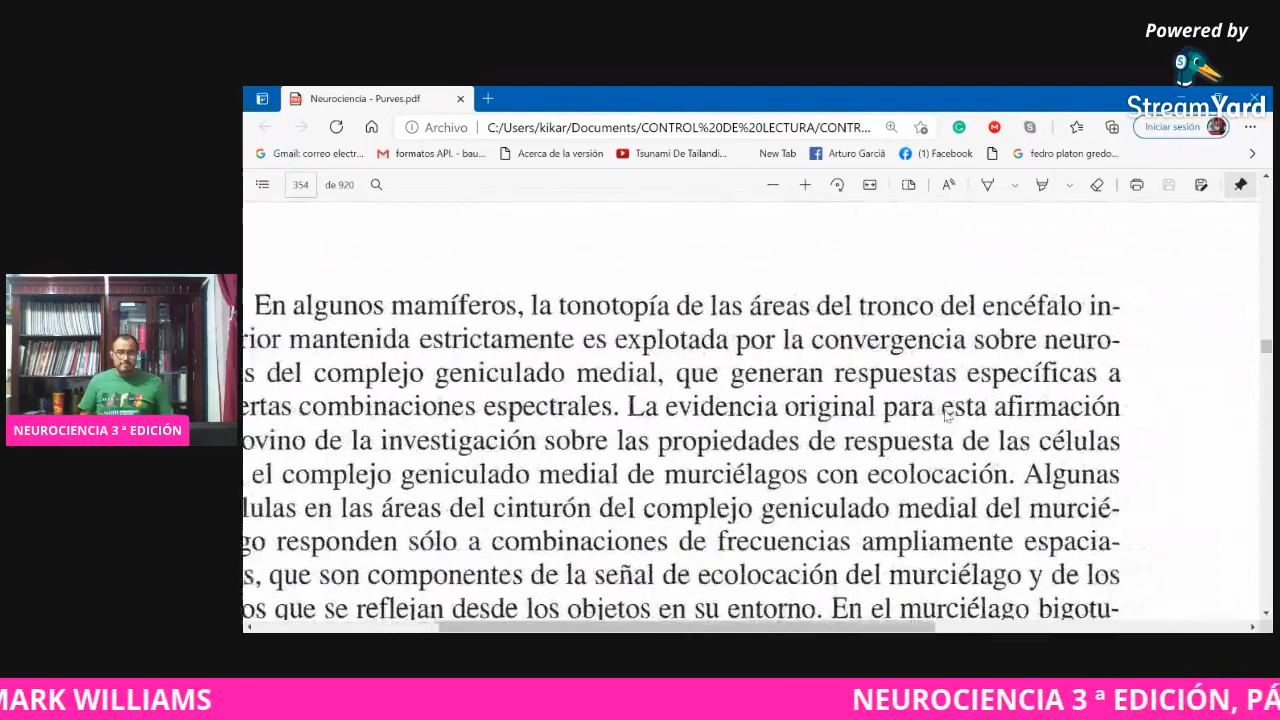 Powered by
StreamYard
Neurociencia - Purves.pdf
Archivo
C:/Users/kikar/Documents/CONTROL%20DE%20LECTURA/CONTR...
Iniciar sesión
Gmail: correo electr...
formatos API. - bau...
Acerca de la versión
Tsunami De Tailandi...
New Tab
Arturo Garciâ
(1) Facebook
fedro platon gredo...
354
de 920
En algunos mamíferos, la tonotopía de las áreas del tronco del encéfalo in-
rior mantenida estrictamente es explotada por la convergencia sobre neuro-
s del complejo geniculado medial, que generan respuestas específicas a
ertas combinaciones espectrales. La evidencia original para esta afirmación
ovino de la investigación sobre las propiedades de respuesta de las células
el complejo geniculado medial de murciélagos con ecolocación. Algunas
lulas en las áreas del cinturón del complejo geniculado medial del murcié-
go responden sólo a combinaciones de frecuencias ampliamente espacia-
s, que son componentes de la señal de ecolocación del murciélago y de los
os que se reflejan desde los objetos en su entorno. En el murciélago bigotu-
NEUROCIENCIA 3 ª EDICIÓN
MARK WILLIAMS
NEUROCIENCIA 3 ª EDICIÓN, PÁ